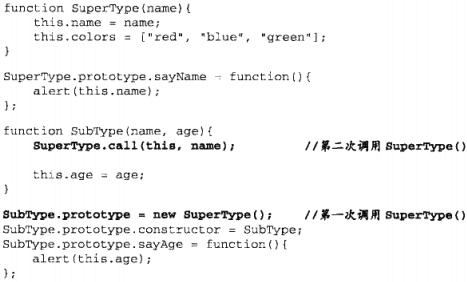 function SuperType(name){
    this.name = name;
    this.colors = ["red", "blue", "green"];
}
SuperType.prototype.sayName = function(){
    alert(this.name);
};
function SubType(name, age){
    SuperType.call(this, name);          //第二次调用 SuperType()
    this.age = age;
}
SubType.prototype = new SuperType();     //第一次调用 SuperType()
SubType.prototype.constructor = SubType;
SubType.prototype.sayAge = function(){
    alert(this.age);
};